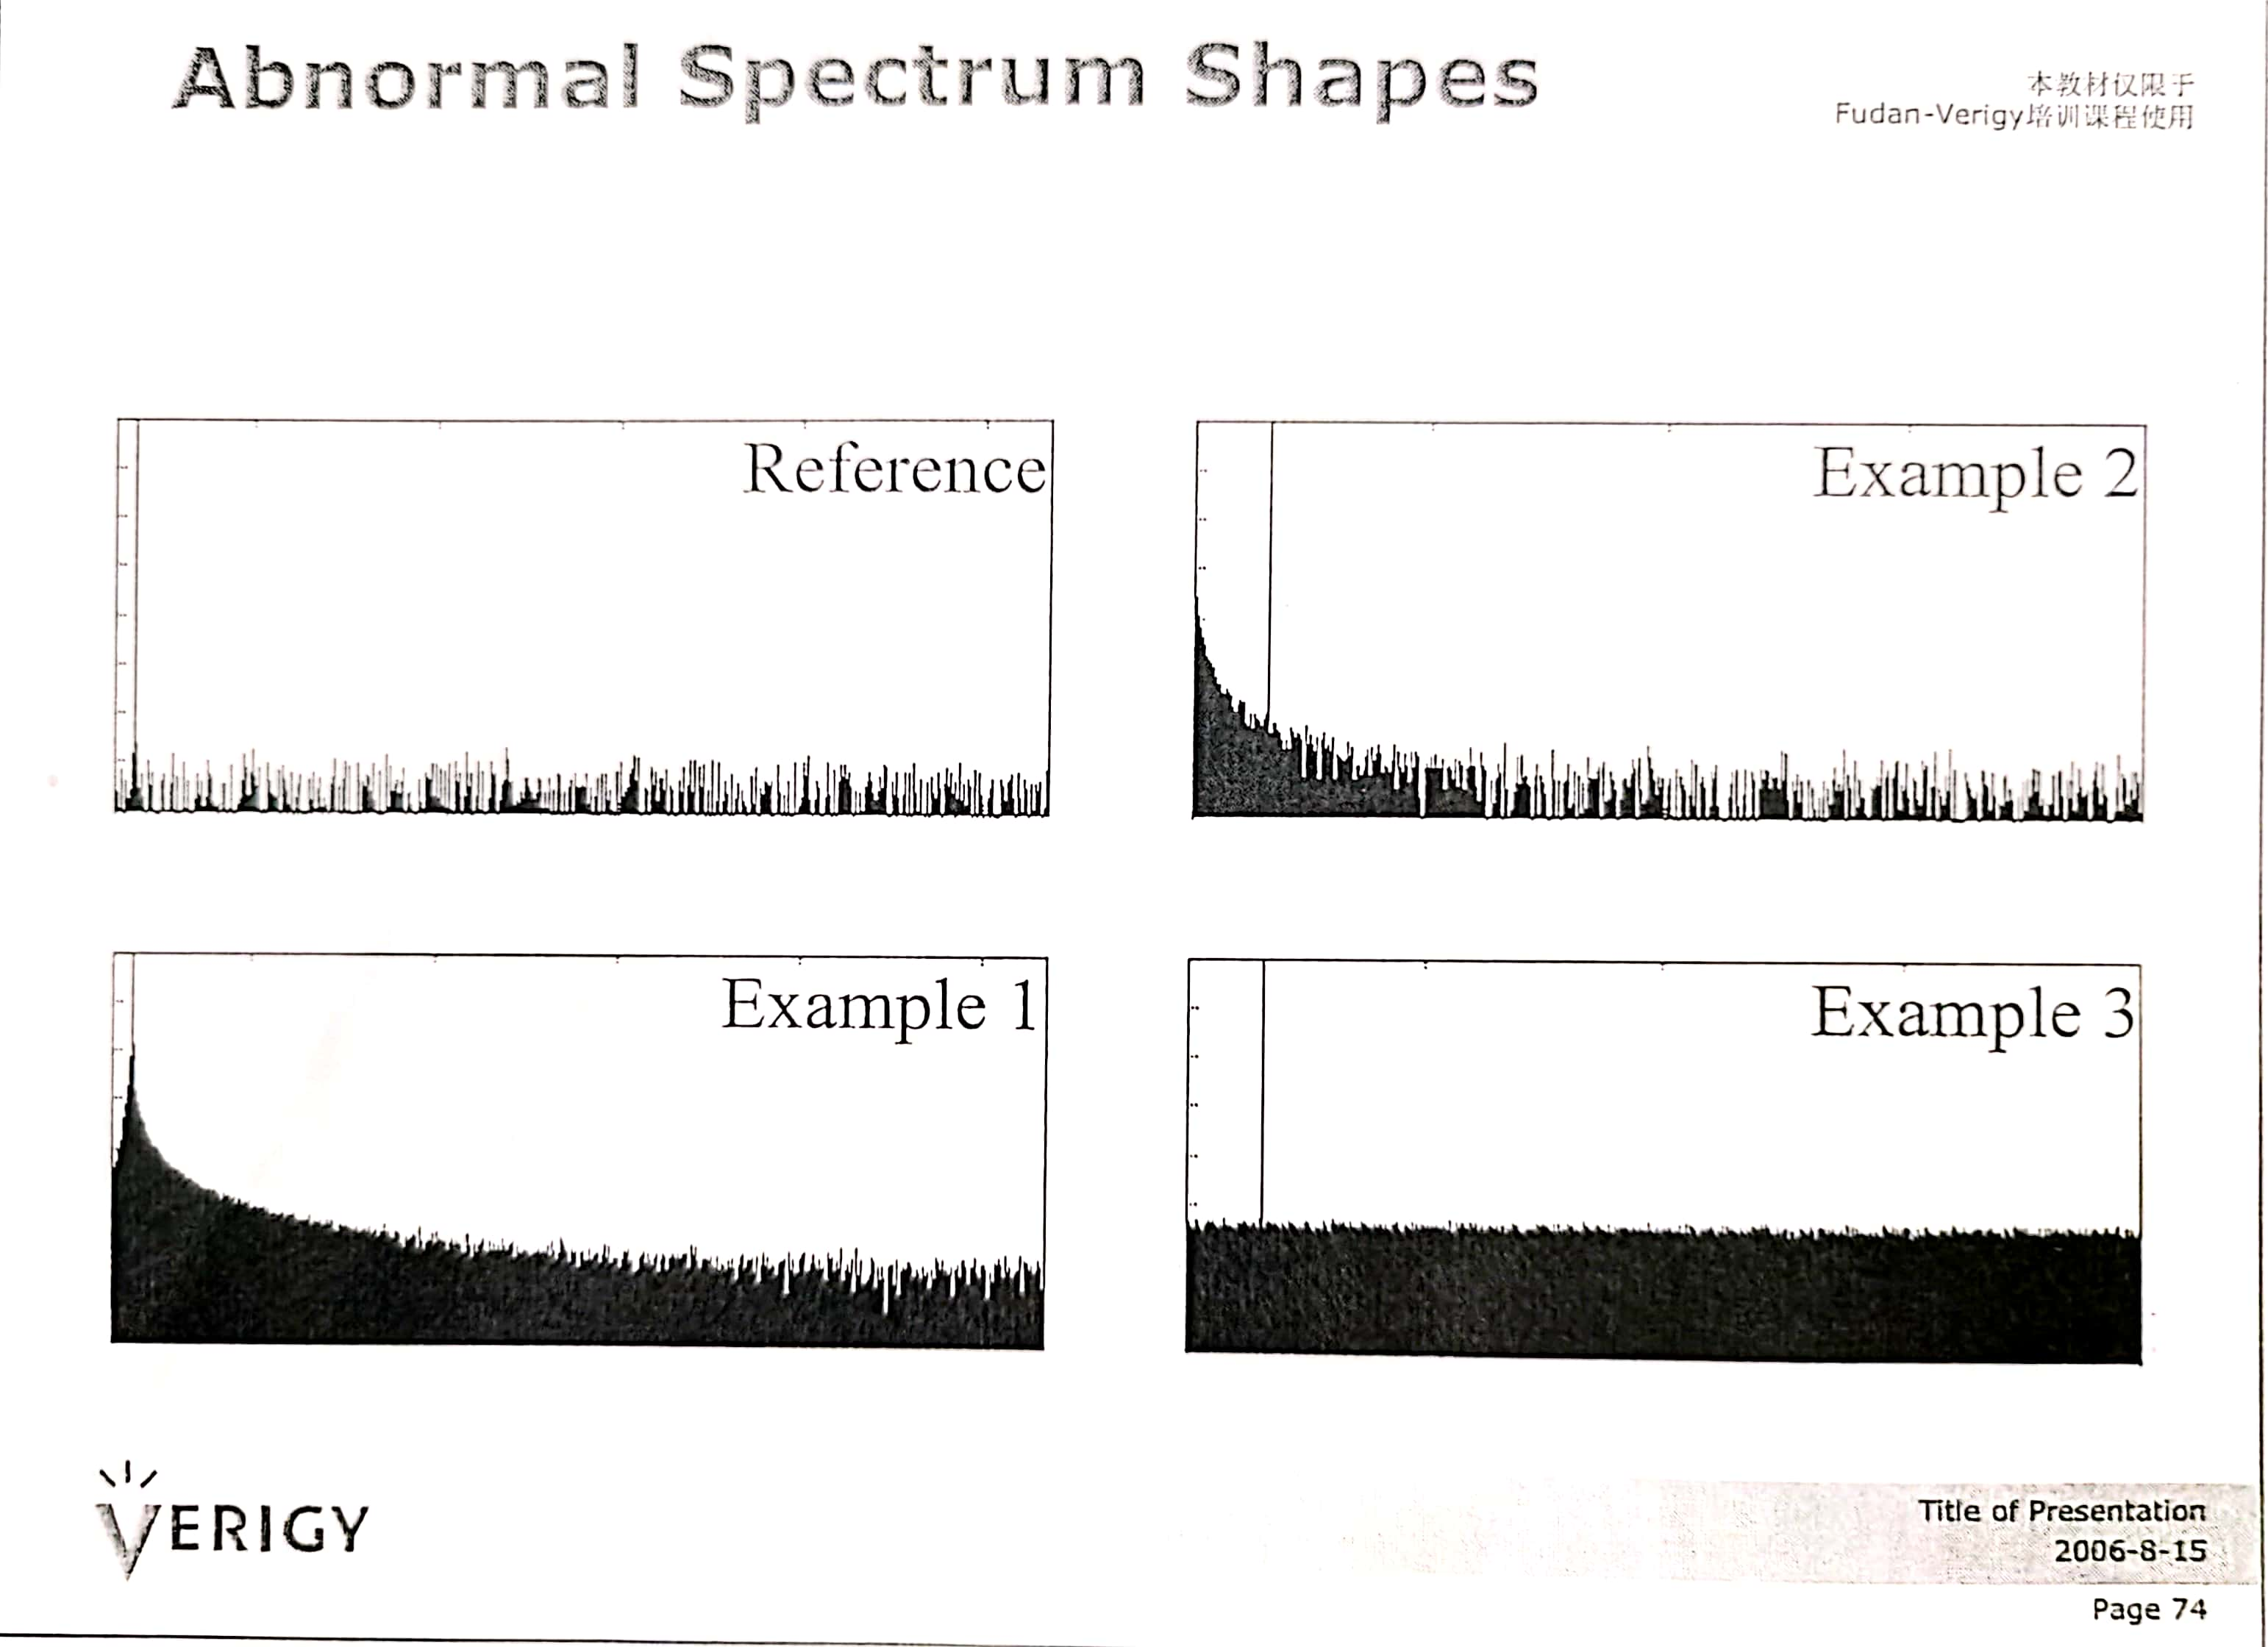 Abnormal Spectrum Shapes
本教材仅限于
Fudan-Verigy培训课程使用
Reference
Example 2
Example 1
Example 3
VERIGY
Title of Presentation
2006-8-15
Page 74